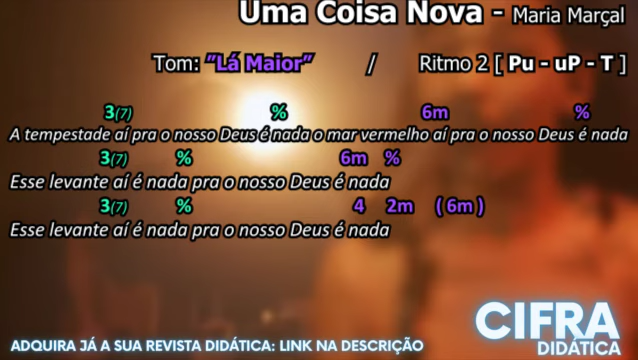 Uma Coisa Nova - Maria Marçal
Tom: "Lá Maior" / Ritmo 2 [ Pu - uP - T ]
3(7) % 6m %
A tempestade aí pra o nosso Deus é nada o mar vermelho aí pra o nosso Deus é nada
3(7) % 6m %
Esse levante aí é nada pra o nosso Deus é nada
3(7) % 4 2m ( 6m )
Esse levante aí é nada pra o nosso Deus é nada
CIFRA
DIDÁTICA
ADQUIRA JÁ A SUA REVISTA DIDÁTICA: LINK NA DESCRIÇÃO